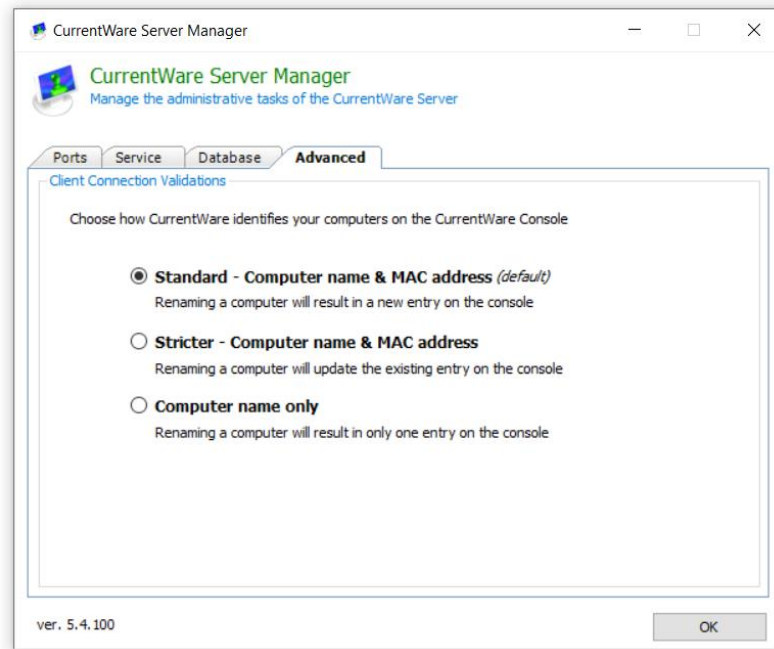 CurrentWare Server Manager
CurrentWare Server Manager
Manage the administrative tasks of the CurrentWare Server
Ports Service Database Advanced
Client Connection Validations
Choose how CurrentWare identifies your computers on the CurrentWare Console
Standard - Computer name & MAC address (default)
Renaming a computer will result in a new entry on the console
Stricter - Computer name & MAC address
Renaming a computer will update the existing entry on the console
Computer name only
Renaming a computer will result in only one entry on the console
ver. 5.4.100
OK